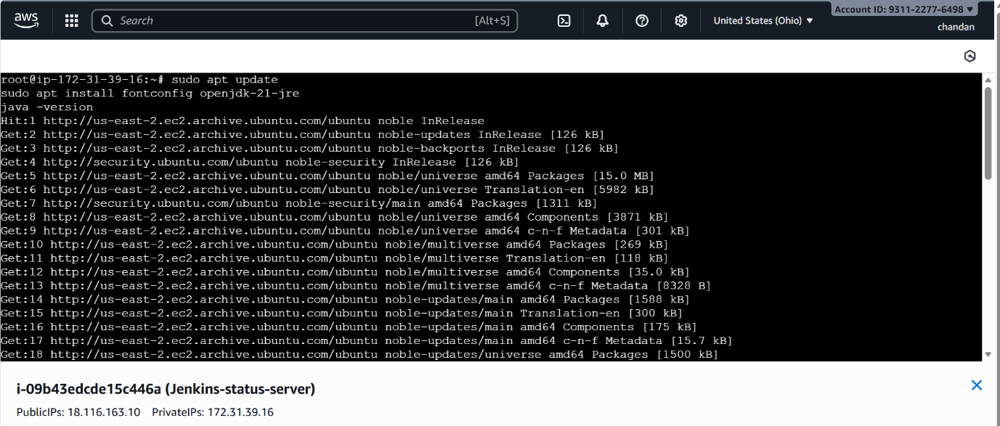 aws
Search [Alt+S]
United States (Ohio)
Account ID: 9311-2277-6498
chandan
root@ip-172-31-39-16:~# sudo apt update
sudo apt install fontconfig openjdk-21-jre
java -version
Hit:1 http://us-east-2.ec2.archive.ubuntu.com/ubuntu noble InRelease
Get:2 http://us-east-2.ec2.archive.ubuntu.com/ubuntu noble-updates InRelease [126 kB]
Get:3 http://us-east-2.ec2.archive.ubuntu.com/ubuntu noble-backports InRelease [126 kB]
Get:4 http://security.ubuntu.com/ubuntu noble-security InRelease [126 kB]
Get:5 http://us-east-2.ec2.archive.ubuntu.com/ubuntu noble/universe amd64 Packages [15.0 MB]
Get:6 http://us-east-2.ec2.archive.ubuntu.com/ubuntu noble/universe Translation-en [5982 kB]
Get:7 http://security.ubuntu.com/ubuntu noble-security/main amd64 Packages [1311 kB]
Get:8 http://us-east-2.ec2.archive.ubuntu.com/ubuntu noble/universe amd64 Components [3871 kB]
Get:9 http://us-east-2.ec2.archive.ubuntu.com/ubuntu noble/universe amd64 c-n-f Metadata [301 kB]
Get:10 http://us-east-2.ec2.archive.ubuntu.com/ubuntu noble/multiverse amd64 Packages [269 kB]
Get:11 http://us-east-2.ec2.archive.ubuntu.com/ubuntu noble/multiverse Translation-en [118 kB]
Get:12 http://us-east-2.ec2.archive.ubuntu.com/ubuntu noble/multiverse amd64 Components [35.0 kB]
Get:13 http://us-east-2.ec2.archive.ubuntu.com/ubuntu noble/multiverse amd64 c-n-f Metadata [8328 B]
Get:14 http://us-east-2.ec2.archive.ubuntu.com/ubuntu noble-updates/main amd64 Packages [1588 kB]
Get:15 http://us-east-2.ec2.archive.ubuntu.com/ubuntu noble-updates/main Translation-en [300 kB]
Get:16 http://us-east-2.ec2.archive.ubuntu.com/ubuntu noble-updates/main amd64 Components [175 kB]
Get:17 http://us-east-2.ec2.archive.ubuntu.com/ubuntu noble-updates/main amd64 c-n-f Metadata [15.7 kB]
Get:18 http://us-east-2.ec2.archive.ubuntu.com/ubuntu noble-updates/universe amd64 Packages [1500 kB]
i-09b43edcde15c446a (Jenkins-status-server)
PublicIPs: 18.116.163.10 PrivateIPs: 172.31.39.16